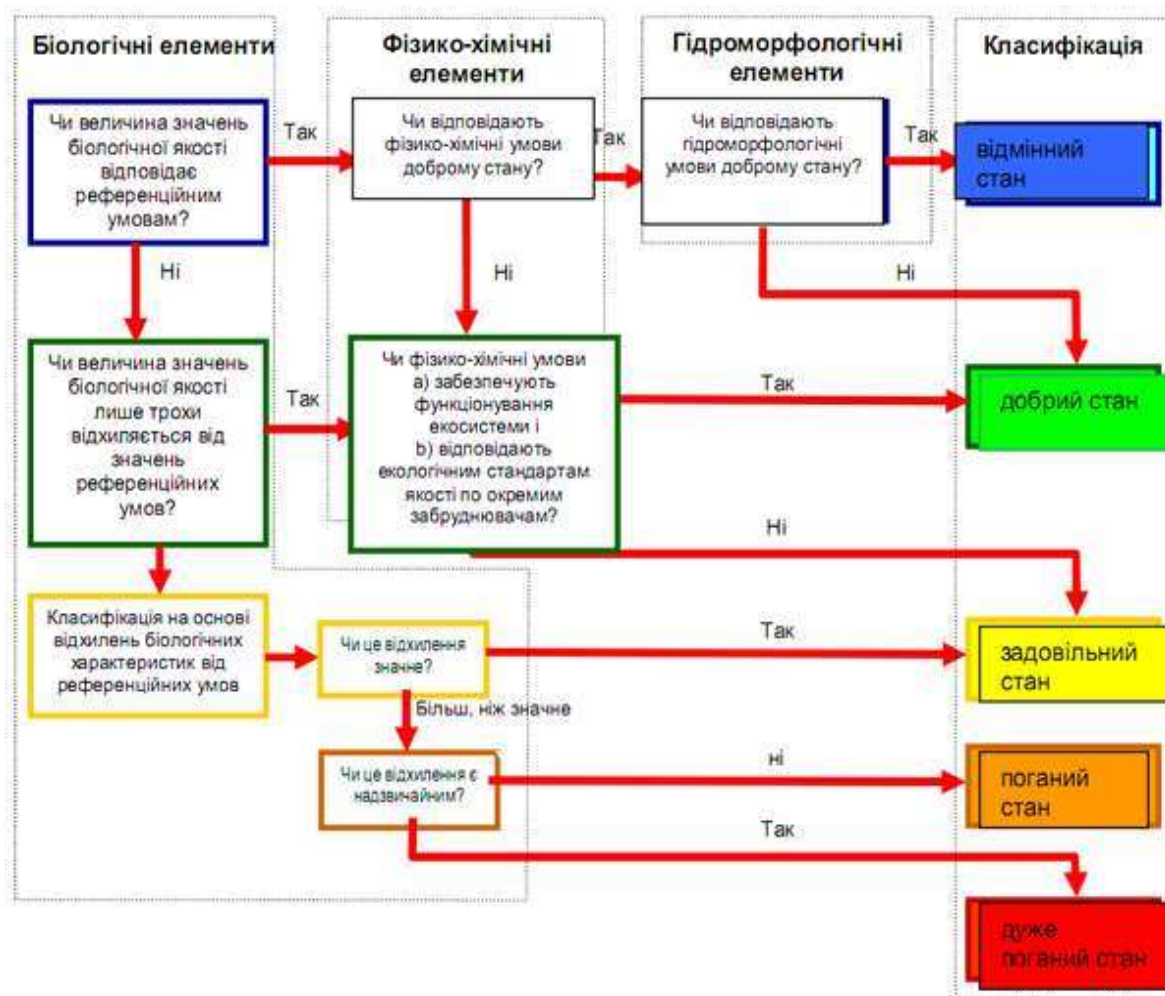 Біологічні елементи
Фізико-хімічні
елементи
Гідроморфологічні
елементи
Класифікація
Чи величина значень
біологічної якості
відповідає
референційним
умовам?
Так
Чи відповідають
фізико-хімічні умови
доброму стану?
Так
Чи відповідають
гідроморфологічні
умови доброму стану?
Так
відмінний
стан
Ні
Ні
Ні
Чи величина значень
біологічної якості
лише трохи
відхиляється від
значень
референційних
умов?
Так
Чи фізико-хімічні умови
a) забезпечують
функціонування
екосистеми і
b) відповідають
екологічним стандартам
якості по окремим
забруднювачам?
Так
добрий стан
Ні
Класифікація на основі
відхилень біологічних
характеристик від
референційних умов
Чи це відхилення
значне?
Так
задовільний
стан
Більш, ніж значне
Чи це відхилення є
надзвичайним?
ні
поганий
стан
Так
дуже
поганий стан